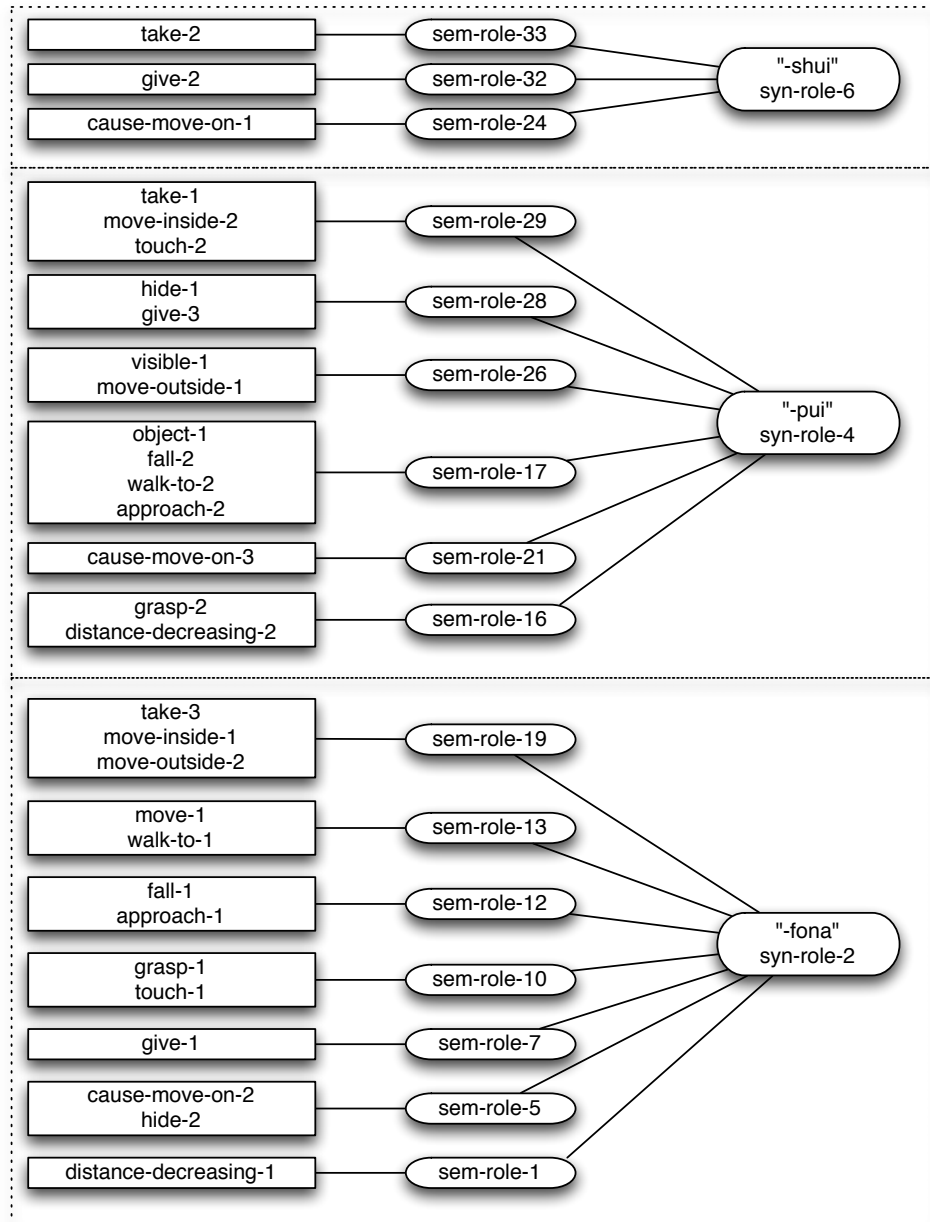 take-2
sem-role-33
give-2
sem-role-32
cause-move-on-1
sem-role-24
"-shui"
syn-role-6
take-1
move-inside-2
touch-2
sem-role-29
hide-1
give-3
sem-role-28
visible-1
move-outside-1
sem-role-26
object-1
fall-2
walk-to-2
approach-2
sem-role-17
cause-move-on-3
sem-role-21
grasp-2
distance-decreasing-2
sem-role-16
"-pui"
syn-role-4
take-3
move-inside-1
move-outside-2
sem-role-19
move-1
walk-to-1
sem-role-13
fall-1
approach-1
sem-role-12
grasp-1
touch-1
sem-role-10
give-1
sem-role-7
cause-move-on-2
hide-2
sem-role-5
distance-decreasing-1
sem-role-1
"-fona"
syn-role-2